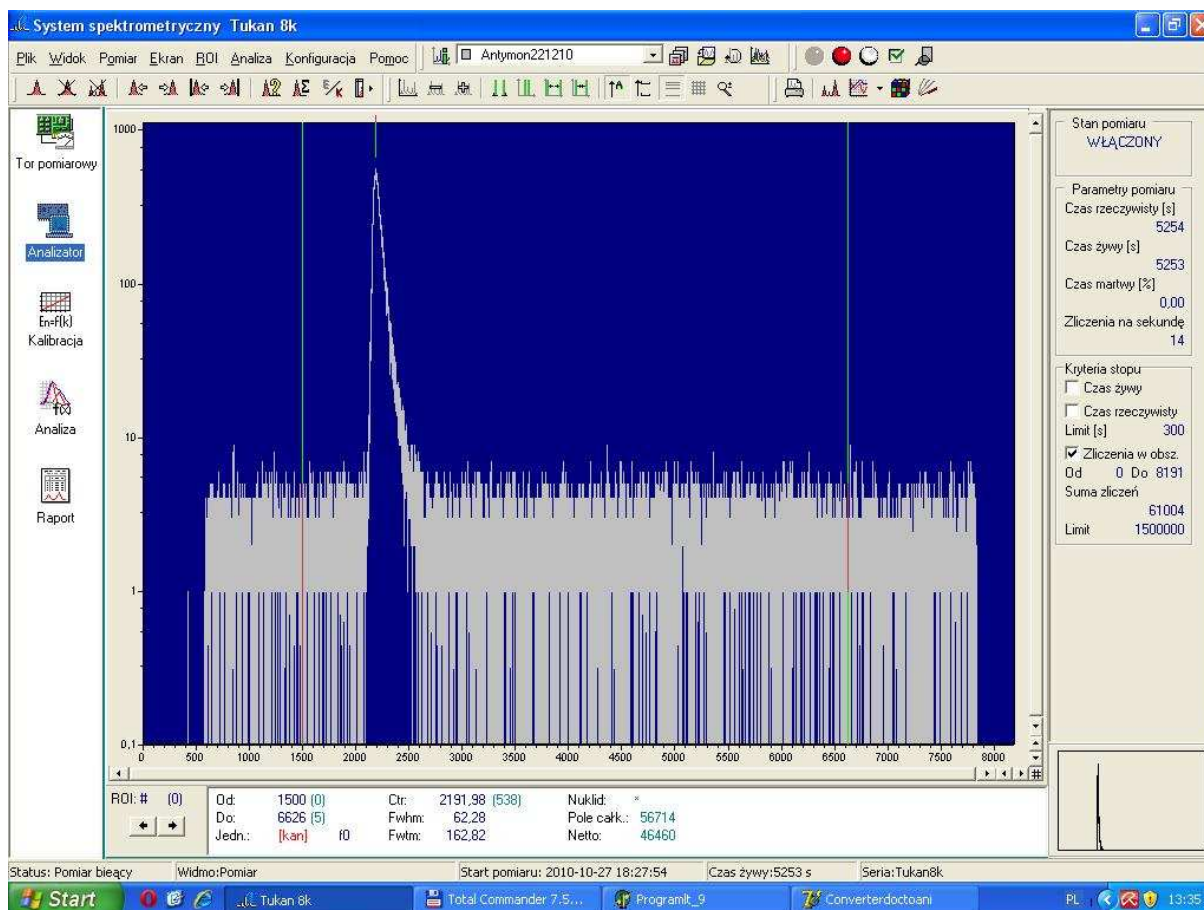 System spektrometryczny Tukan 8k
Plik Widok Pomiar Ekran ROI Analiza Konfiguracja Pomoc
Antymon221210
Tor pomiarowy
Analizator
En=f(k)
Kalibracja
f(x)
Analiza
Raport
1000
100
10
1
0,1
0 500 1000 1500 2000 2500 3000 3500 4000 4500 5000 5500 6000 6500 7000 7500 8000
Stan pomiaru
WŁĄCZONY
Parametry pomiaru
Czas rzeczywisty [s]
5254
Czas żywy [s]
5253
Czas martwy [%]
0,00
Zliczenia na sekundę
14
Kryteria stopu
Czas żywy
Czas rzeczywisty
Limit [s] 300
Zliczenia w obsz.
Od 0 Do 8191
Suma zliczeń
61004
Limit 1500000
ROI: # (0)
Od: 1500 (0) Ctr: 2191,98 (538) Nuklid: *
Do: 6626 (5) Fwhm: 62,28 Pole całk.: 56714
Jedn.: [kan] f0 Fwtm: 162,82 Netto: 46460
Status: Pomiar bieący Widmo:Pomiar Start pomiaru: 2010-10-27 18:27:54 Czas żywy:5253 s Seria:Tukan8k
Start Tukan 8k Total Commander 7.5... ProgramIt_9 Converterdoctoani PL 13:35